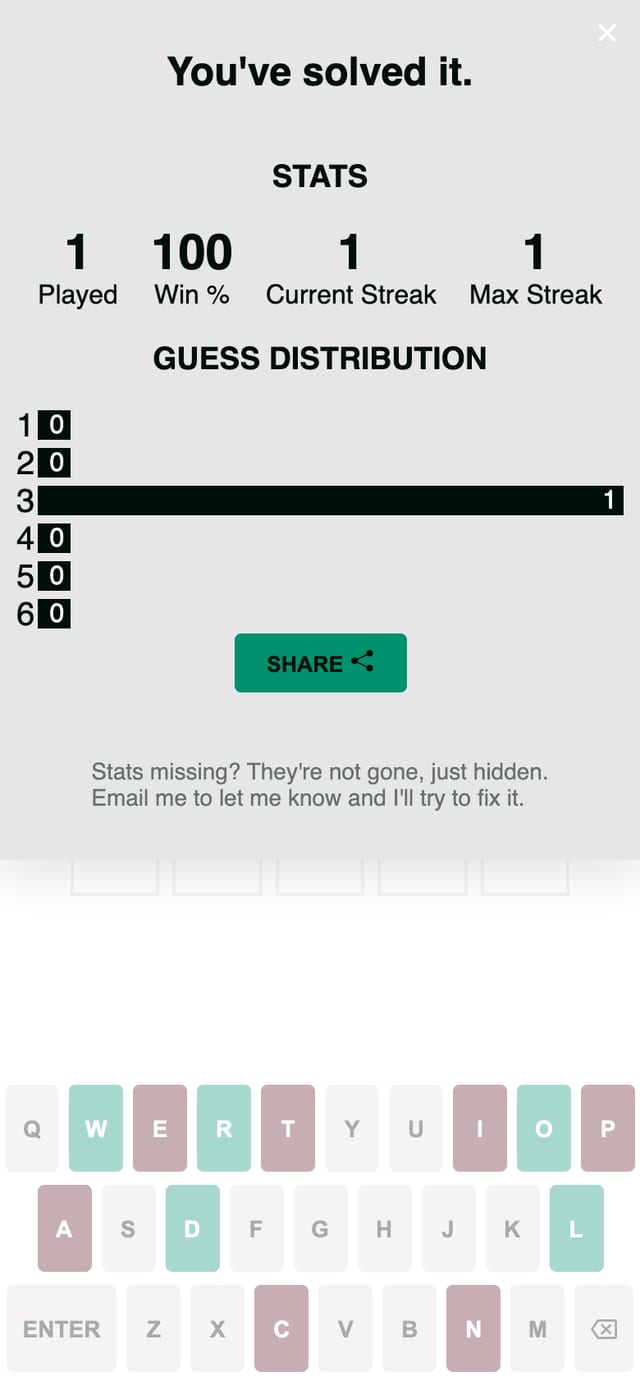 You've solved it.
STATS
1 100 1 1
Played Win % Current Streak Max Streak
GUESS DISTRIBUTION
1 0
2 0
3 1
4 0
5 0
6 0
SHARE
Stats missing? They're not gone, just hidden.
Email me to let me know and I'll try to fix it.
Q W E R T Y U I O P
A S D F G H J K L
ENTER Z X C V B N M